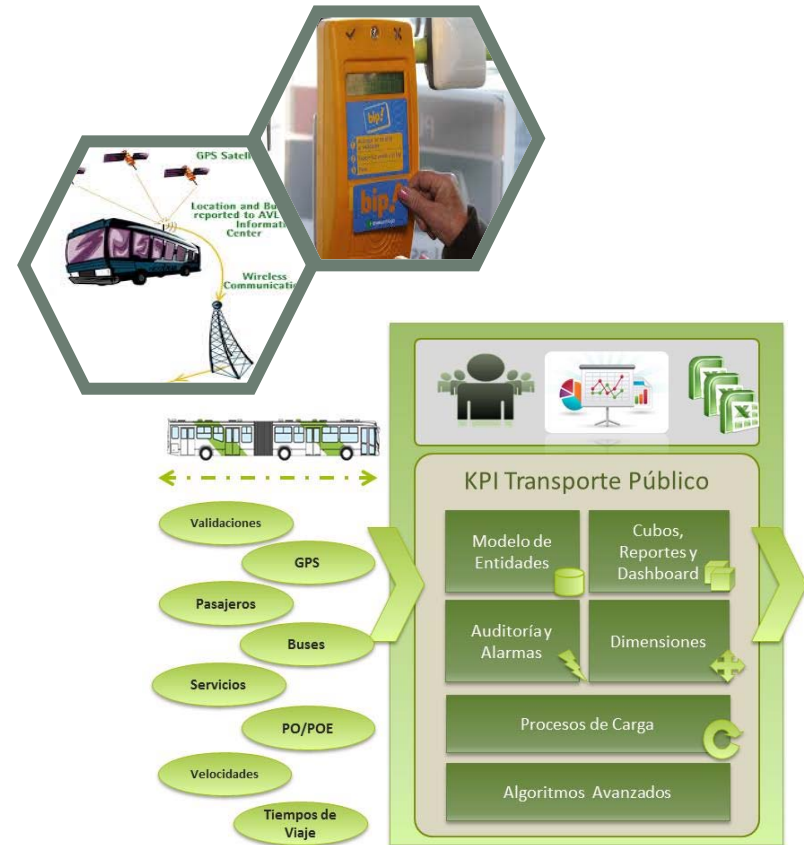 bip!
bip!
GPS Satell
Location and Bu
reported to AVL
Informati
Center
Wireless
Communicatio
KPI Transporte Público
Validaciones
GPS
Pasajeros
Buses
Servicios
PO/POE
Velocidades
Tiempos de
Viaje
Modelo de
Entidades
Cubos,
Reportes y
Dashboard
Auditoría y
Alarmas
Dimensiones
Procesos de Carga
Algoritmos Avanzados